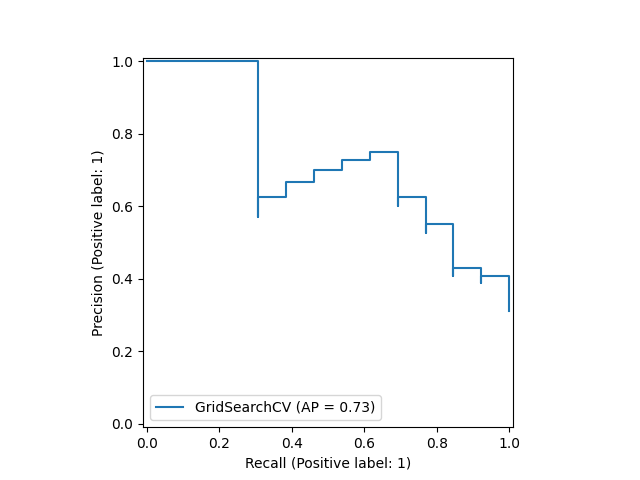 1.0
0.8
0.6
0.4
0.2
0.0
Precision (Positive label: 1)
GridSearchCV (AP = 0.73)
0.0 0.2 0.4 0.6 0.8 1.0
Recall (Positive label: 1)